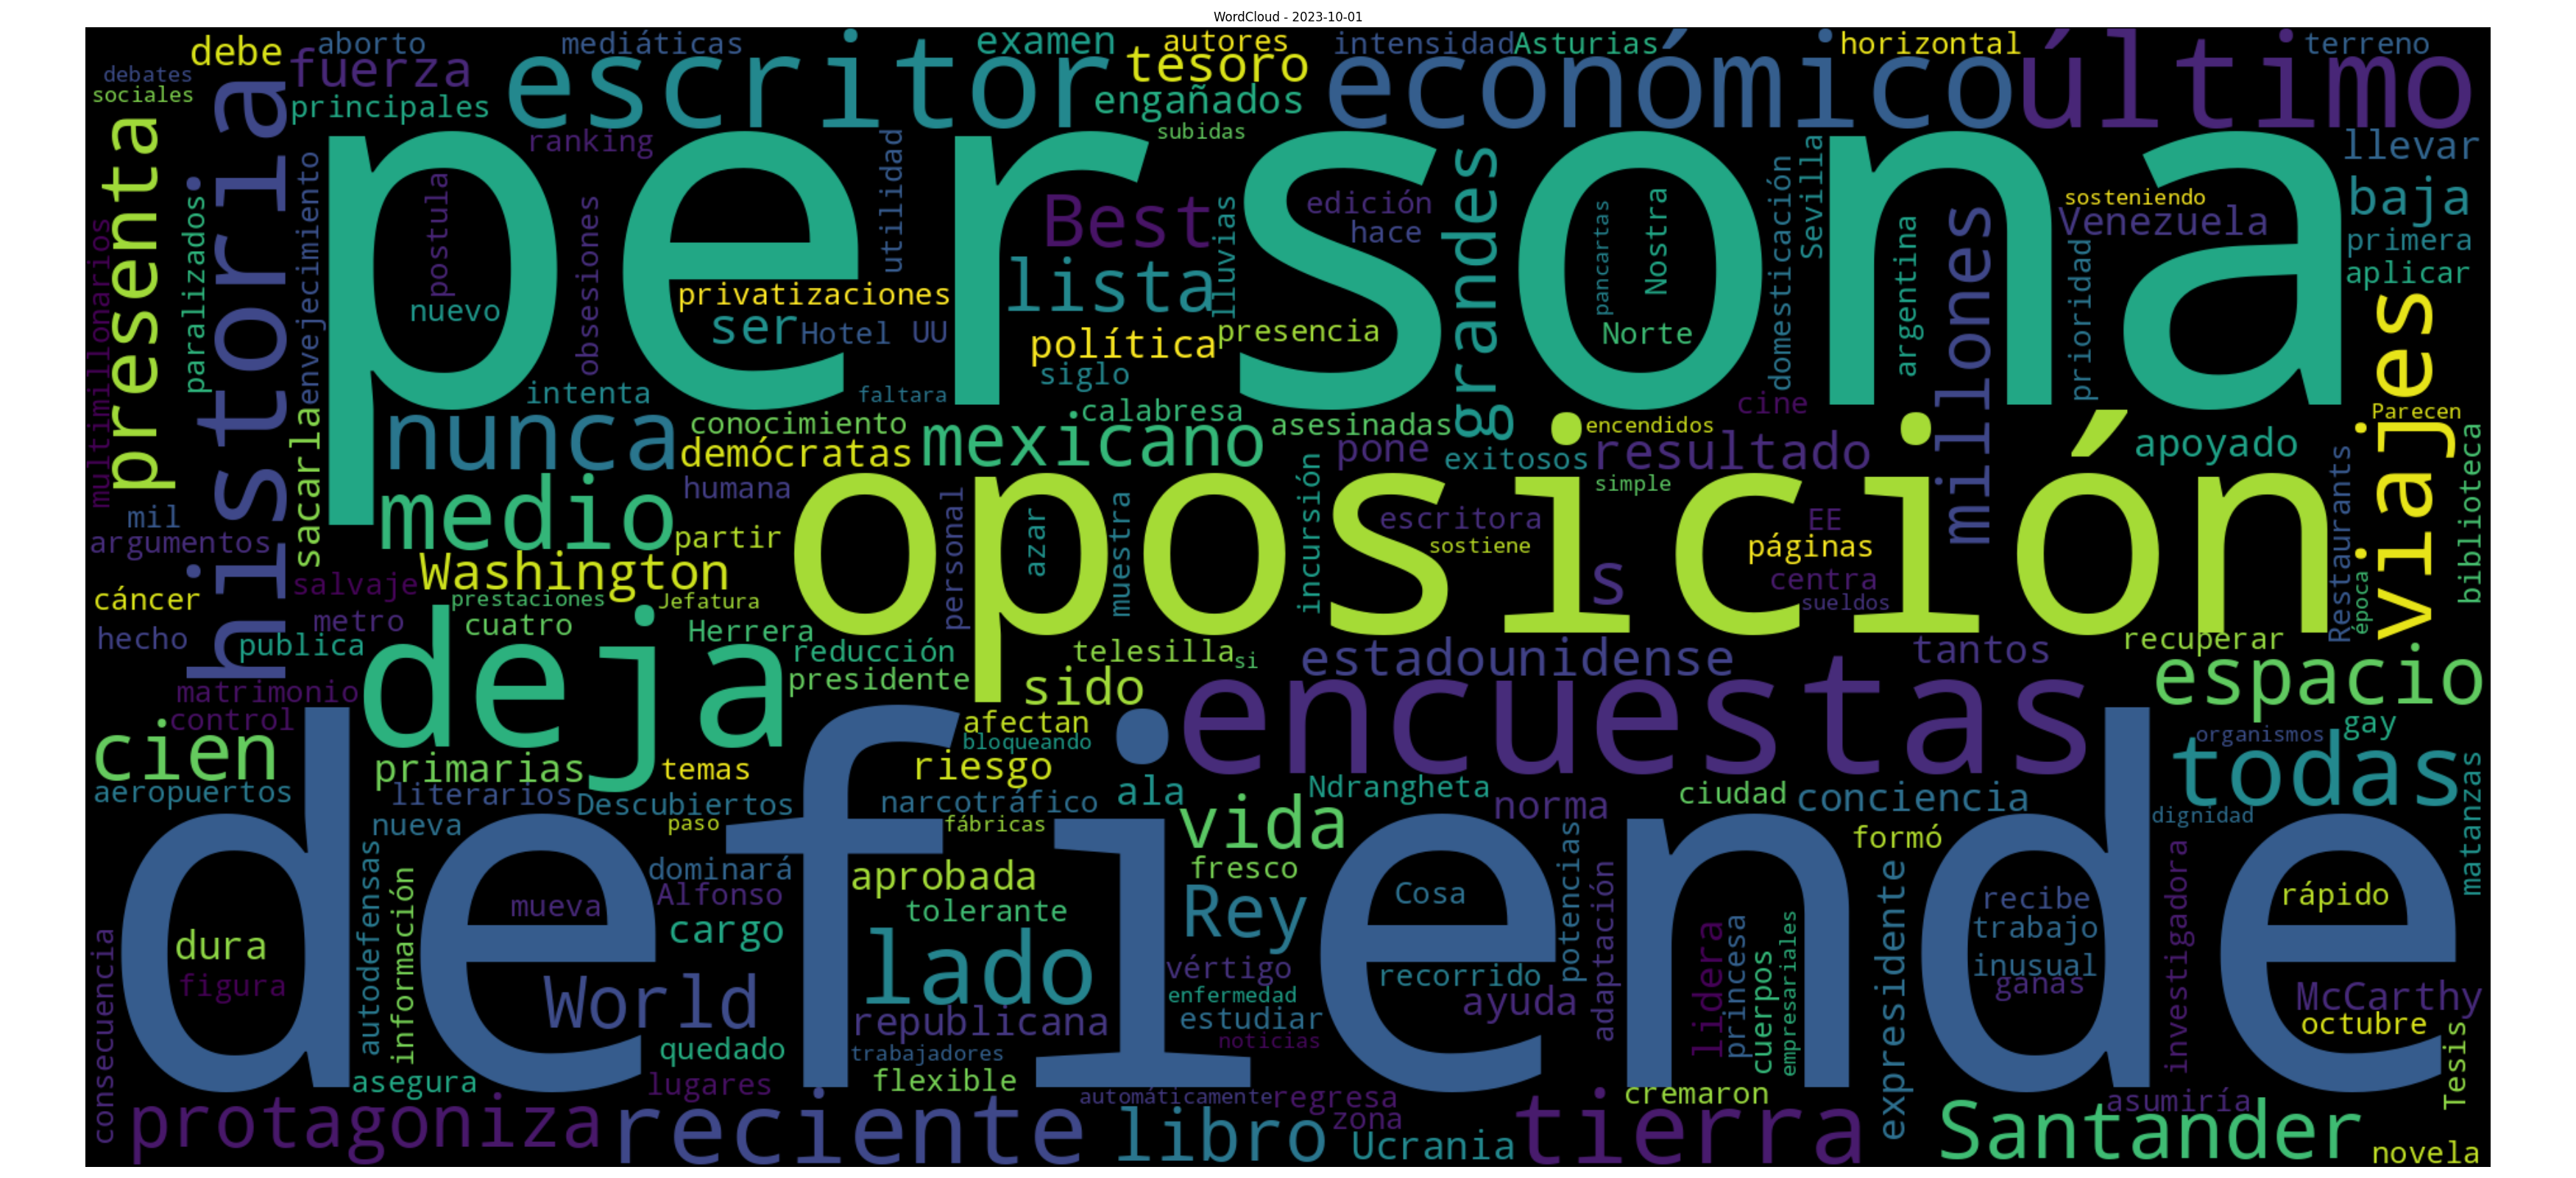 WordCloud - 2023-10-01
debates
sociales
debe
aborto
fuerza
principales
mediáticas
escritor
examen
autores
tesoro
engañados
subidas
intensidad
Asturias
económico
horizontal
último
terreno
presenta
historia
paralizados
multimillonarios
envejecimiento
sacarla
persona
ranking
postula
nuevo
obsesiones
utilidad
privatizaciones
ser
Hotel
UU
intenta
faltara
Best
lista
lluvias
política
presencia
siglo
edición
hace
grandes
pancartas
Nostra
Norte
domesticación
Sevilla
argentina
millones
prioridad
sosteniendo
Venezuela
llevar
baja
primera
aplicar
viajes
Parecen
biblioteca
Restaurants
época
nunca
conocimiento
demócratas
humana
calabresa
mexicano
asesinadas
pone
exitosos
encendidos
resultado
simple
cine
apoyado
medio
partir
Washington
prestaciones
Jefatura
personal
azar
muestra
incursión
oposición
escritora
sostiene
s
EE
páginas
centra
sueldos
mil
argumentos
salvaje
cáncer
hecho
metro
publica
cuatro
Herrera
deja
reducción
presidente
telesilla
si
sido
estadounidense
tantos
recuperar
espacio
encuestas
matrimonio
control
cien
aeropuertos
primarias
literarios
temas
Descubiertos
paso
nueva
afectan
bloqueando
riesgo
narcotráfico
fábricas
ala
Ndrangheta
vida
norma
ciudad
conciencia
formó
organismos
gay
todas
dignidad
matanzas
defiende
dura
figura
consecuencia
autodefensas
información
mueva
dominará
Alfonso
cargo
World
quedado
lugares
asegura
aprobada
tolerante
lado
republicana
trabajadores
flexible
fresco
Rey
vértigo
enfermedad
estudiar
noticias
Cosa
recorrido
ayuda
potencias
adaptación
lidera
princesa
cuerpos
empresariales
expresidente
recibe
trabajo
inusual
ganas
investigadora
rápido
McCarthy
octubre
Tesis
protagoniza
reciente
automáticamente
regresa
zona
libro
Ucrania
cremaron
tierra
asumiría
Santander
novela